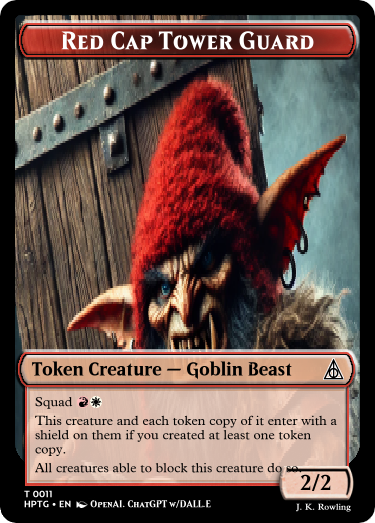 Red Cap Tower Guard
Token Creature — Goblin Beast
Squad
This creature and each token copy of it enter with a
shield on them if you created at least one token
copy.
All creatures able to block this creature do so.
2/2
T 0011
HPTG • EN OpenAI. ChatGPT w/DALL.E
J. K. Rowling